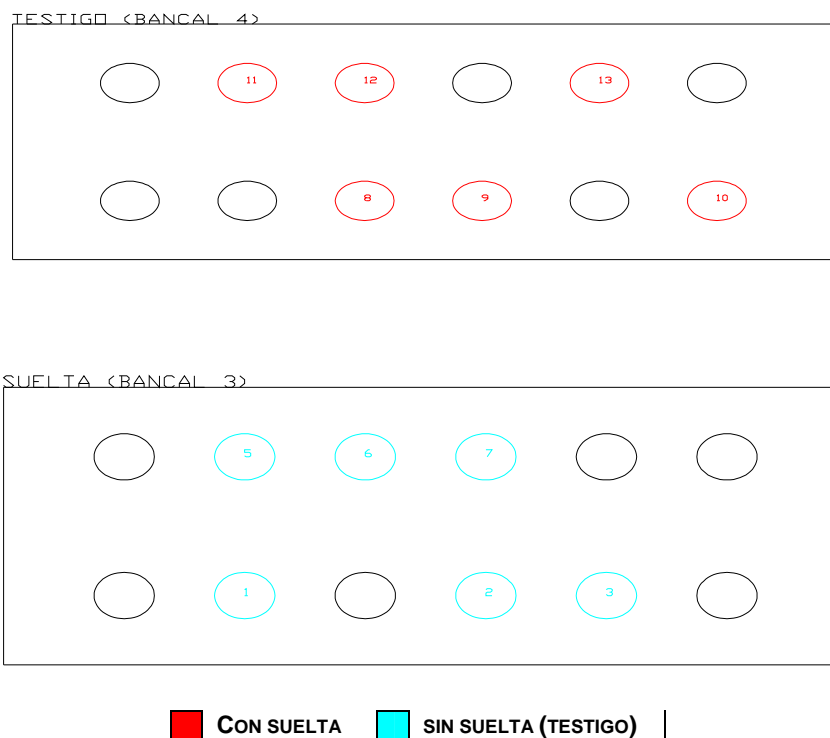 TESTIGO (BANCAL 4)
11 12 13
8 9 10
SUELTA (BANCAL 3)
5 6 7
1 2 3
CON SUELTA SIN SUELTA (TESTIGO)